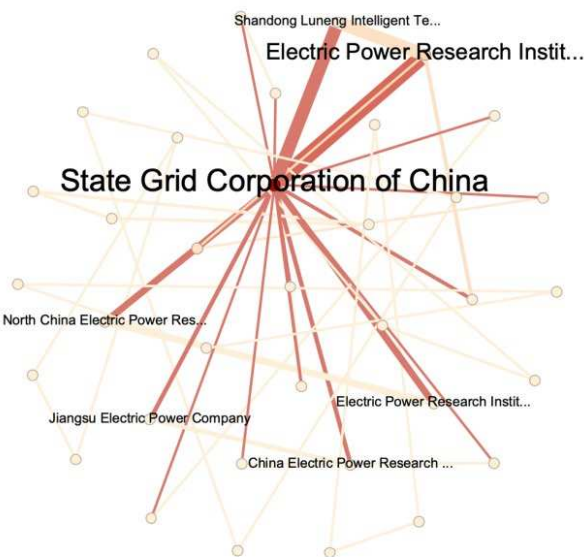 Shandong Luneng Intelligent Te...
Electric Power Research Instit...
State Grid Corporation of China
North China Electric Power Res...
Electric Power Research Instit...
Jiangsu Electric Power Company
China Electric Power Research ...